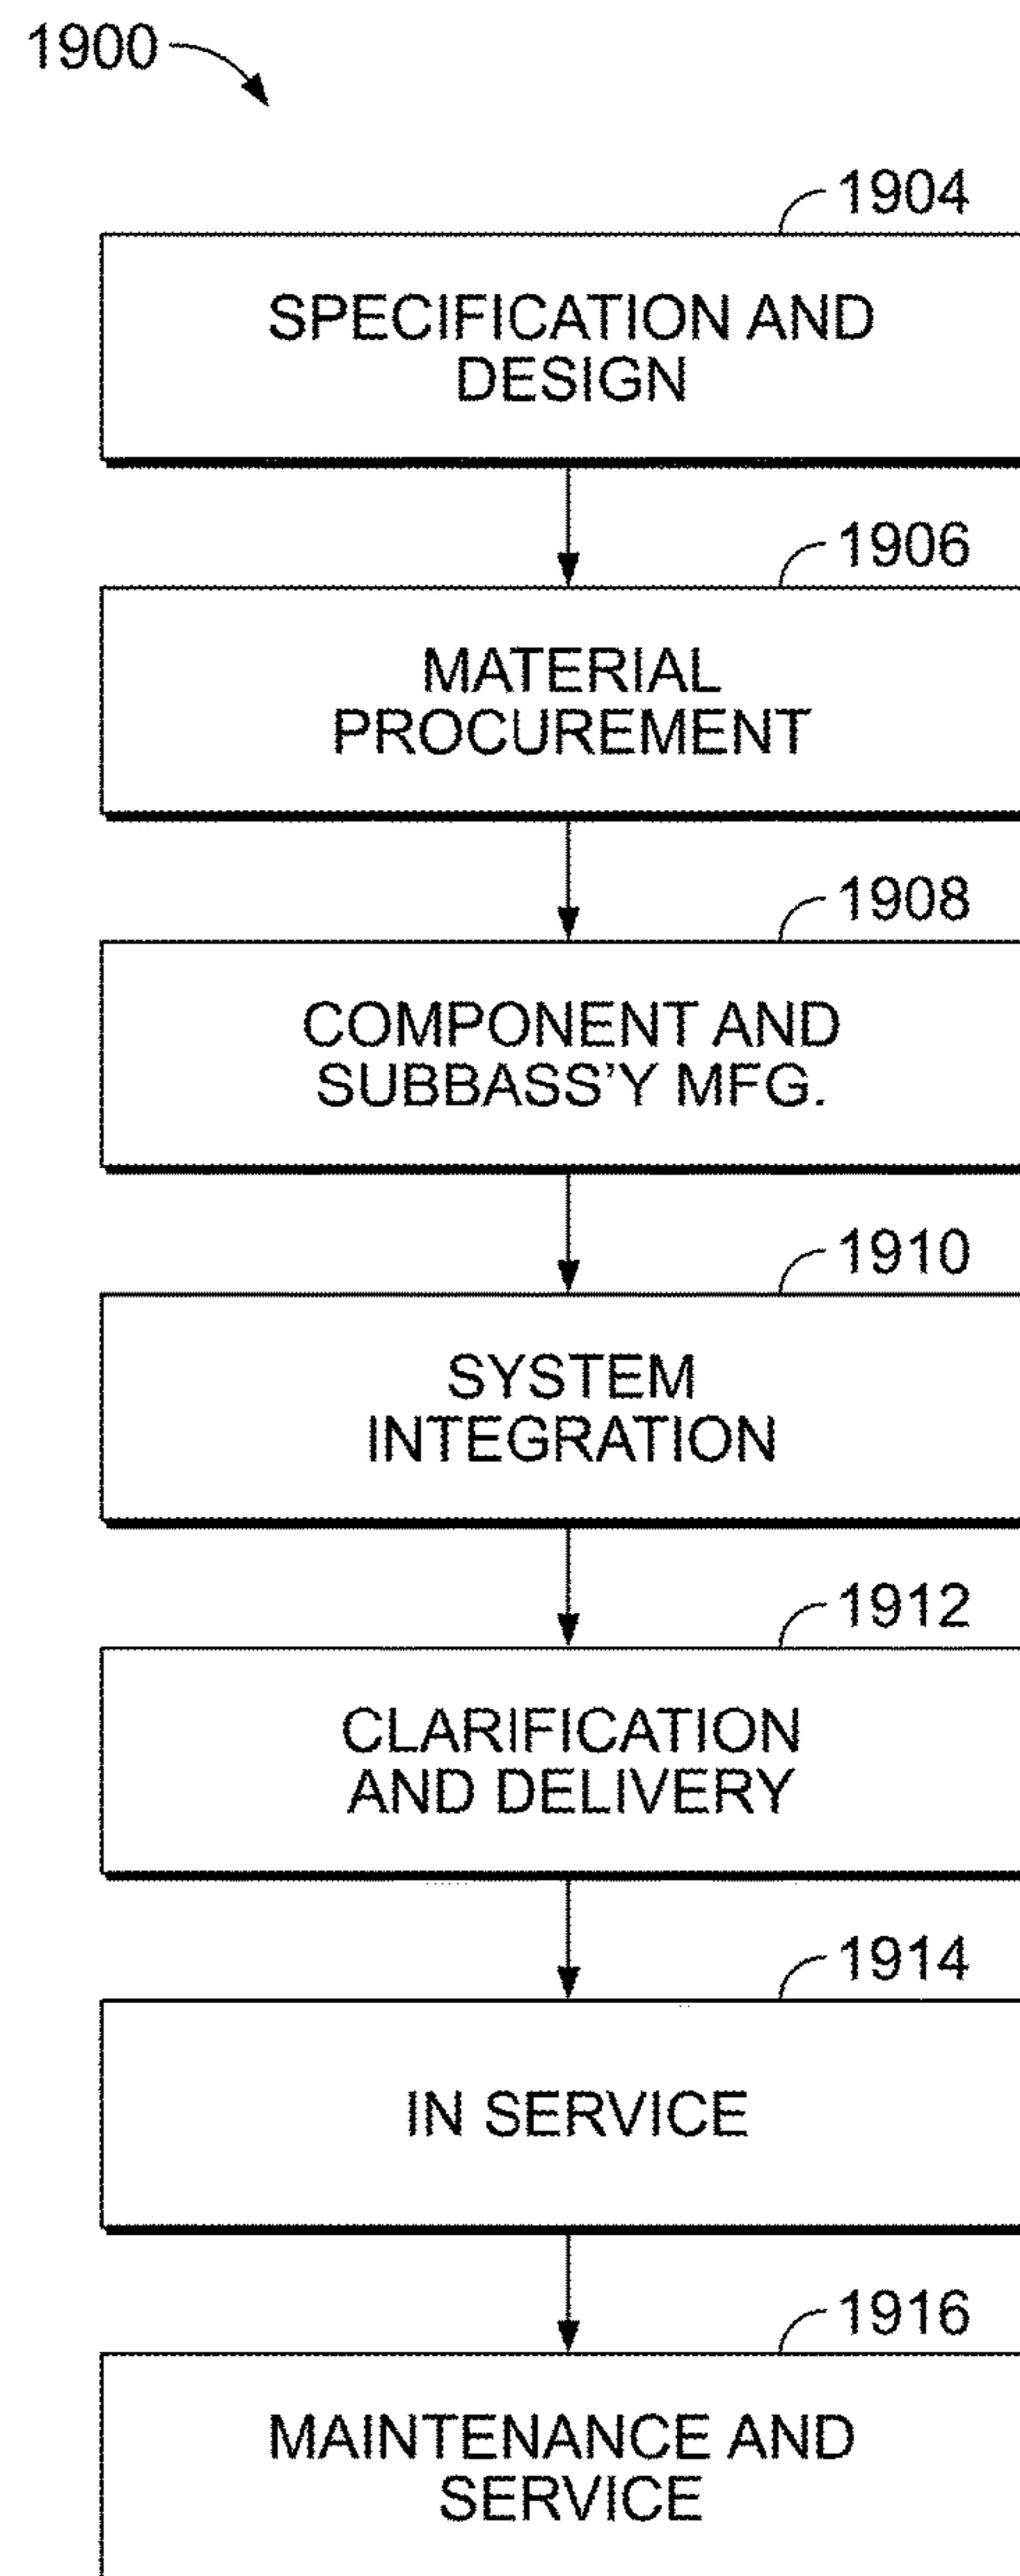 1900
1904
SPECIFICATION AND
DESIGN
1906
MATERIAL
PROCUREMENT
1908
COMPONENT AND
SUBBASS'Y MFG.
1910
SYSTEM
INTEGRATION
1912
CLARIFICATION
AND DELIVERY
1914
IN SERVICE
1916
MAINTENANCE AND
SERVICE